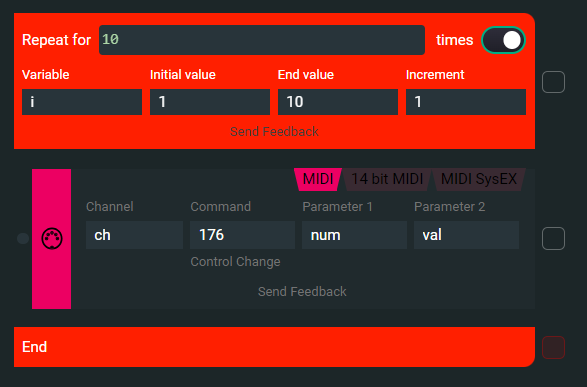 Repeat for 10 times
Variable Initial value End value Increment
i 1 10 1
Send Feedback
MIDI 14 bit MIDI MIDI SysEX
Channel Command Parameter 1 Parameter 2
ch 176 num val
Control Change
Send Feedback
End